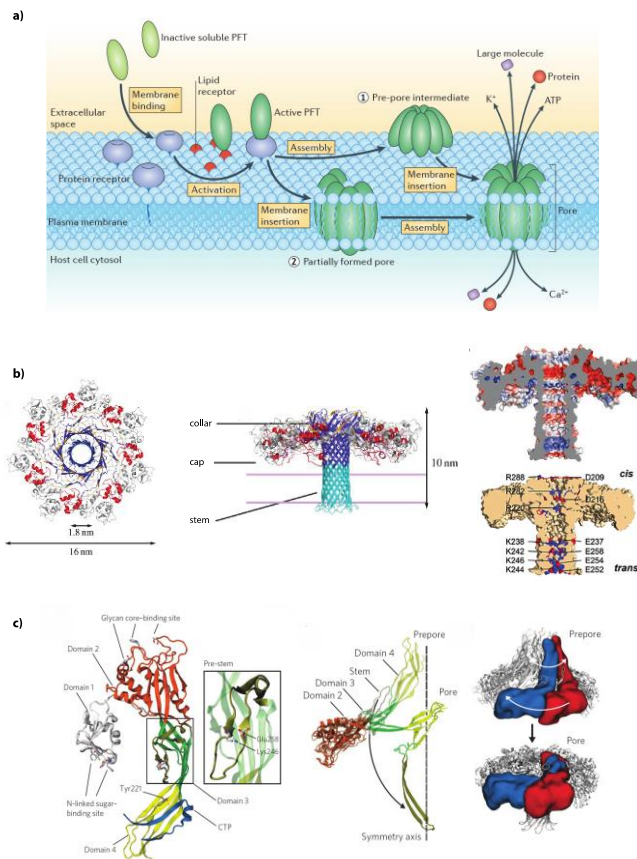 a)
Inactive soluble PFT
Large molecule
Membrane
binding
Lipid
receptor
Active PFT
① Pre-pore intermediate
Protein
K⁺
ATP
Extracellular
space
Assembly
Protein receptor
Activation
Membrane
insertion
Membrane
insertion
Pore
Plasma membrane
Assembly
② Partially formed pore
Host cell cytosol
Ca²⁺
b)
collar
cap
stem
10 nm
1.8 nm
16 nm
cis
R288
D209
R282
D216
R220
K238
E237
K242
E258
K246
E254
K244
E252
trans
c)
Glycan core-binding site
Domain 2
Domain 1
Pre-stem
Glu258
Lys246
N-linked sugar-
binding site
Tyr221
Domain 3
CTP
Domain 4
Prepore
Domain 4
Stem
Domain 3
Domain 2
Pore
Symmetry axis
Prepore
Pore